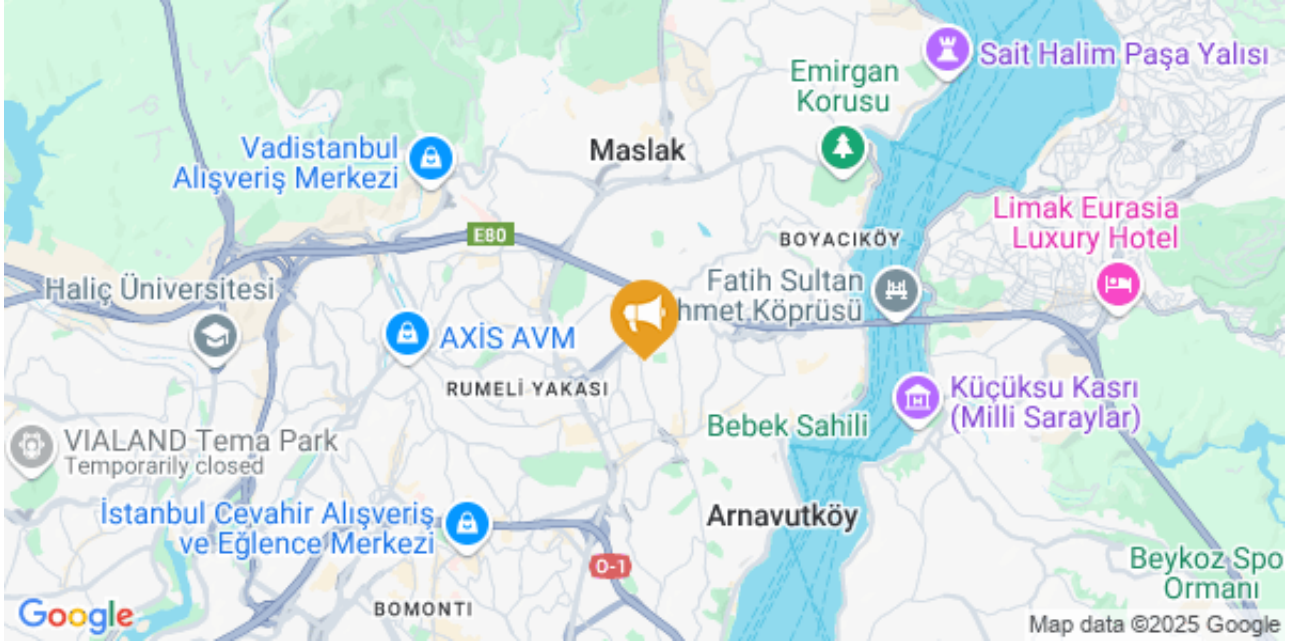 Sait Halim Paşa Yalısı
Emirgan
Korusu
Maslak
Vadistanbul
Alışveriş Merkezi
Limak Eurasia
Luxury Hotel
E80
BOYACIKÖY
Haliç Üniversitesi
Fatih Sultan
hmet Köprüsü
AXİS AVM
RUMELİ YAKASI
Küçüksu Kasrı
(Milli Saraylar)
Bebek Sahili
VIALAND Tema Park
Temporarily closed
İstanbul Cevahir Alışveriş
ve Eğlence Merkezi
Arnavutköy
O-1
Beykoz Spo
Ormanı
BOMONTI
Google
Map data ©2025 Google